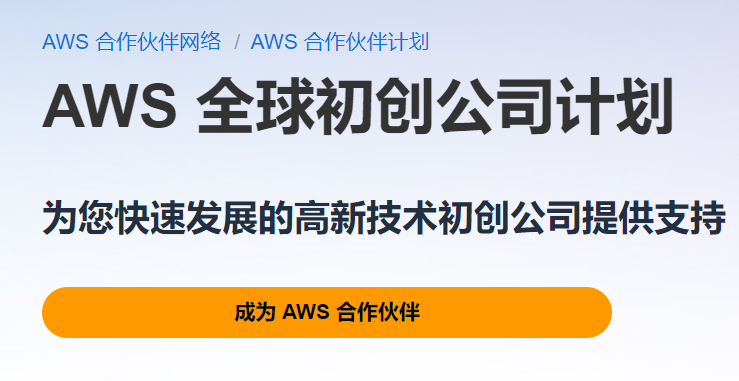 AWS 合作伙伴网络 / AWS 合作伙伴计划
AWS 全球初创公司计划
为您快速发展的高新技术初创公司提供支持
成为 AWS 合作伙伴